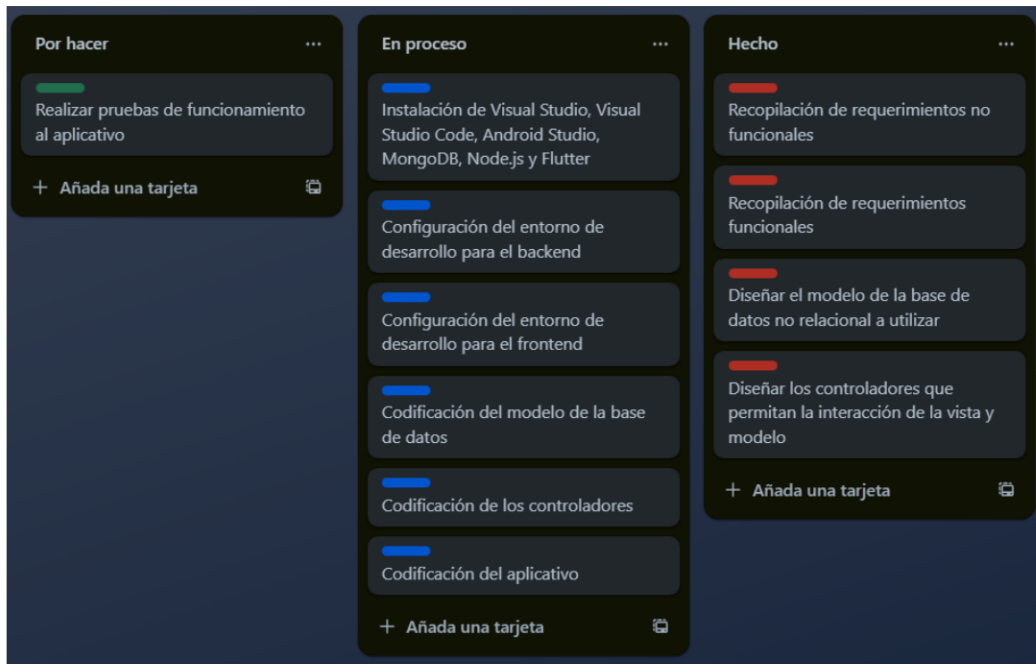 Por hacer
Realizar pruebas de funcionamiento
al aplicativo
+ Añada una tarjeta
En proceso
Instalación de Visual Studio, Visual
Studio Code, Android Studio,
MongoDB, Node.js y Flutter
Configuración del entorno de
desarrollo para el backend
Configuración del entorno de
desarrollo para el frontend
Codificación del modelo de la base
de datos
Codificación de los controladores
Codificación del aplicativo
+ Añada una tarjeta
Hecho
Recopilación de requerimientos no
funcionales
Recopilación de requerimientos
funcionales
Diseñar el modelo de la base de
datos no relacional a utilizar
Diseñar los controladores que
permitan la interacción de la vista y
modelo
+ Añada una tarjeta